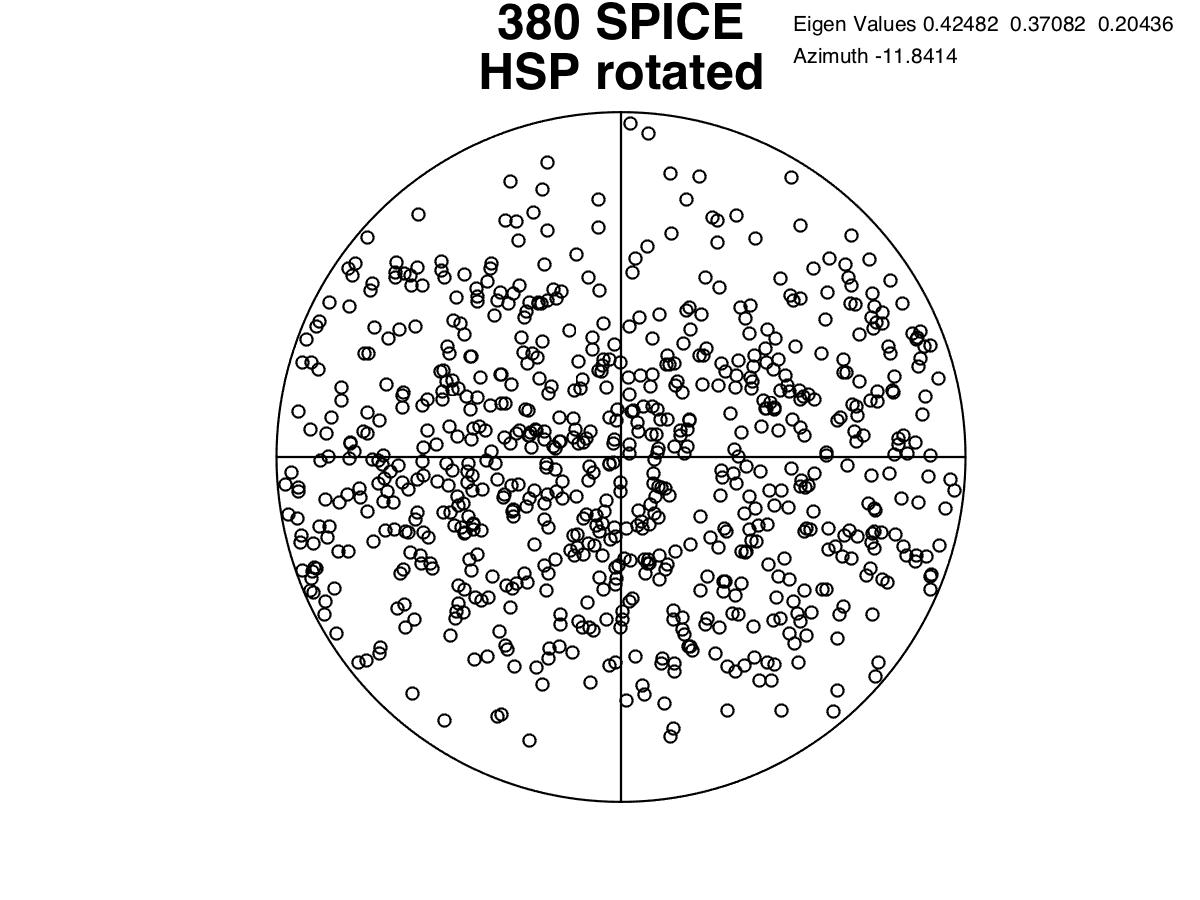 380 SPICE
HSP rotated
Eigen Values 0.42482 0.37082 0.20436
Azimuth -11.8414